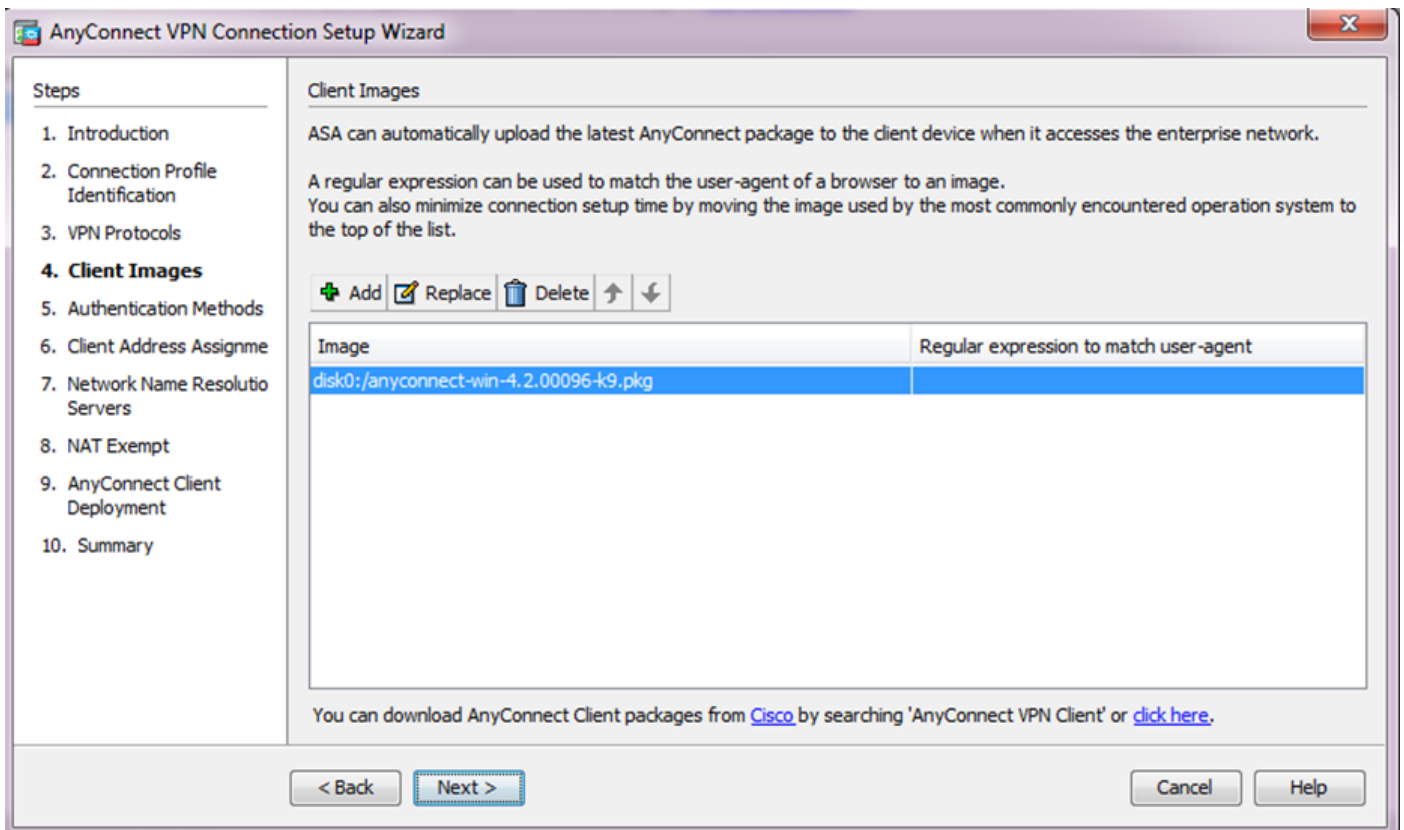 AnyConnect VPN Connection Setup Wizard
Steps
1. Introduction
2. Connection Profile
Identification
3. VPN Protocols
4. Client Images
5. Authentication Methods
6. Client Address Assignme
7. Network Name Resolutio
Servers
8. NAT Exempt
9. AnyConnect Client
Deployment
10. Summary
Client Images
ASA can automatically upload the latest AnyConnect package to the client device when it accesses the enterprise network.
A regular expression can be used to match the user-agent of a browser to an image.
You can also minimize connection setup time by moving the image used by the most commonly encountered operation system to
the top of the list.
Add Replace Delete
Image Regular expression to match user-agent
disk0:/anyconnect-win-4.2.00096-k9.pkg
You can download AnyConnect Client packages from Cisco by searching 'AnyConnect VPN Client' or click here.
< Back Next > Cancel Help